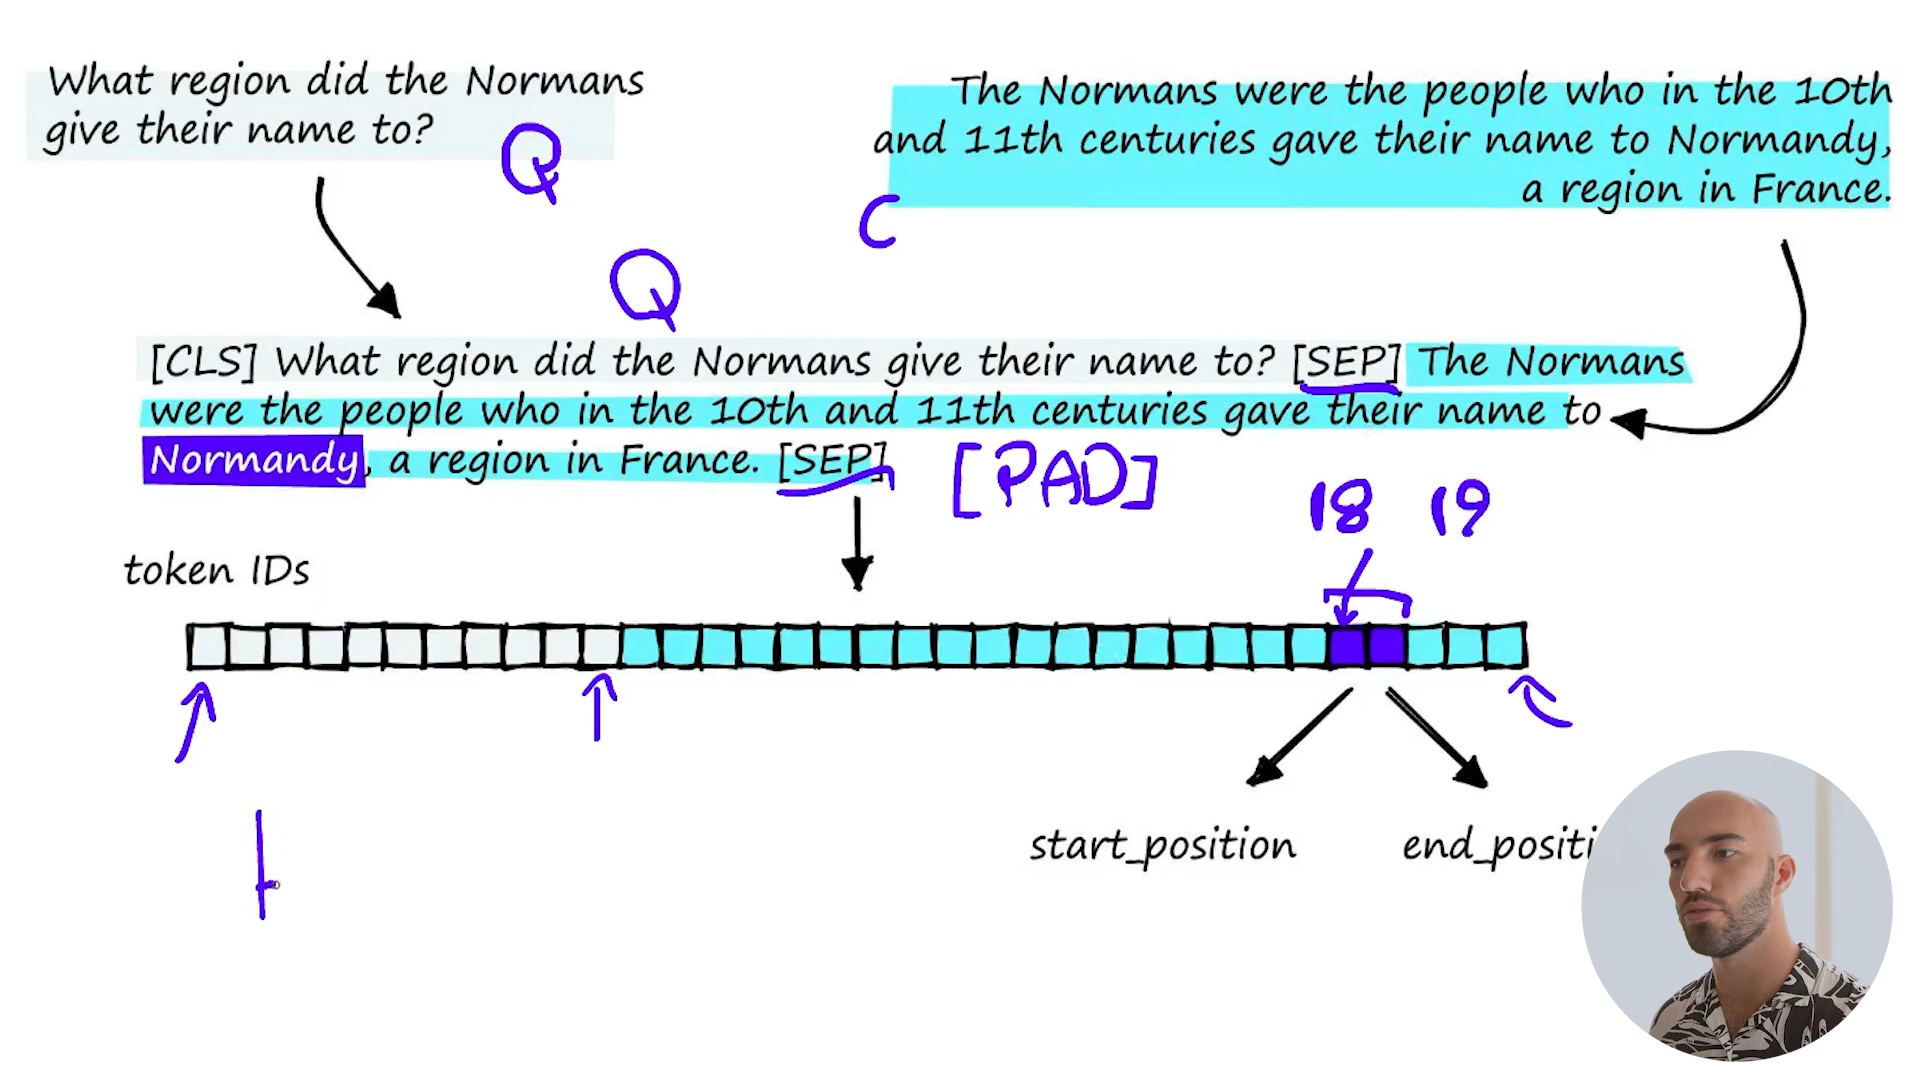 What region did the Normans
give their name to?
Q
The Normans were the people who in the 10th
and 11th centuries gave their name to Normandy,
a region in France.
C
Q
[CLS] What region did the Normans give their name to? [SEP] The Normans
were the people who in the 10th and 11th centuries gave their name to
Normandy, a region in France. [SEP]
[PAD]
18 19
token IDs
start_position
end_positi